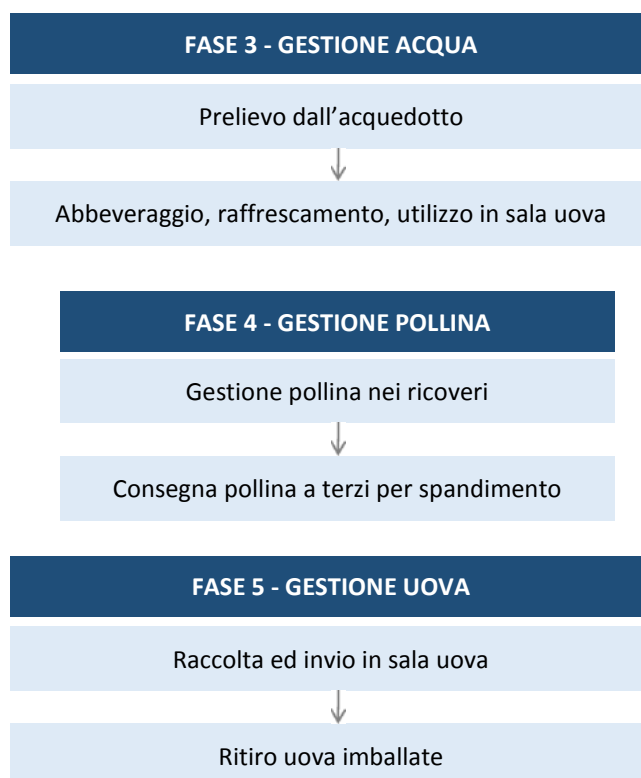 FASE 3 - GESTIONE ACQUA
Prelievo dall’acquedotto
Abbeveraggio, raffrescamento, utilizzo in sala uova
FASE 4 - GESTIONE POLLINA
Gestione pollina nei ricoveri
Consegna pollina a terzi per spandimento
FASE 5 - GESTIONE UOVA
Raccolta ed invio in sala uova
Ritiro uova imballate